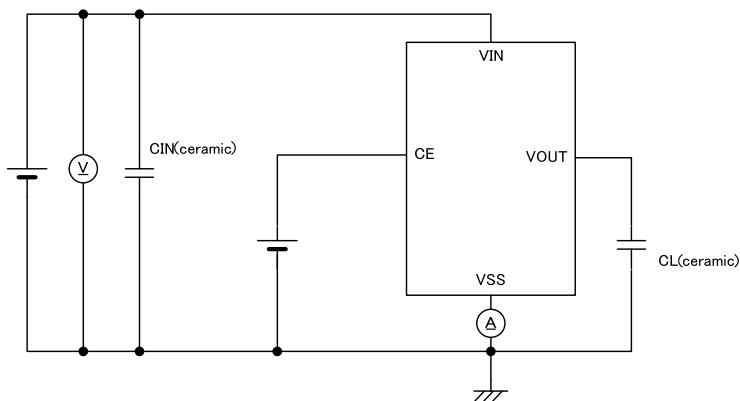 VIN
V
CIN(ceramic)
CE
VOUT
CL(ceramic)
VSS
A